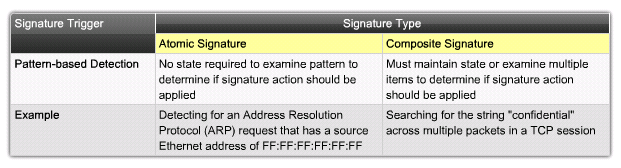 Signature Trigger
Signature Type
Atomic Signature
Composite Signature
Pattern-based Detection
No state required to examine pattern to
determine if signature action should be
applied
Must maintain state or examine multiple
items to determine if signature action
should be applied
Example
Detecting for an Address Resolution
Protocol (ARP) request that has a source
Ethernet address of FF:FF:FF:FF:FF:FF
Searching for the string "confidential"
across multiple packets in a TCP session